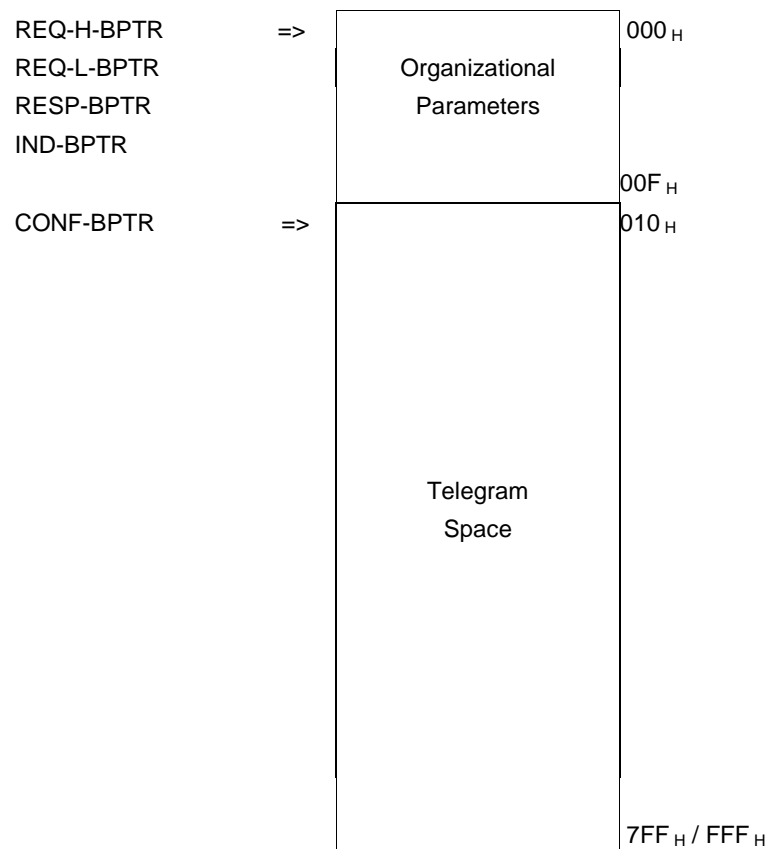 REQ-H-BPTR => 000 H
REQ-L-BPTR Organizational
RESP-BPTR Parameters
IND-BPTR
00F H
CONF-BPTR => 010 H
Telegram
Space
7FF H / FFF H